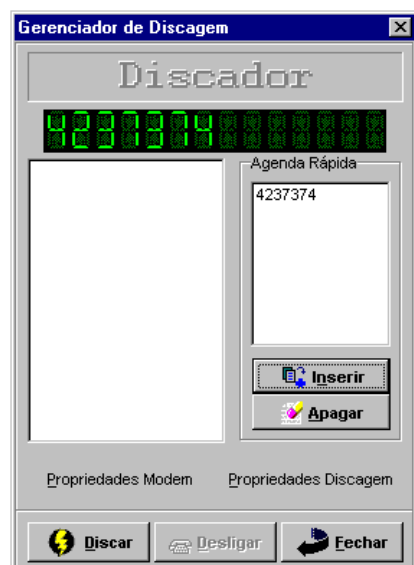 Gerenciador de Discagem
Discador
4237374
Agenda Rápida
4237374
Inserir
Apagar
Propriedades Modem Propriedades Discagem
Discar Desligar Fechar